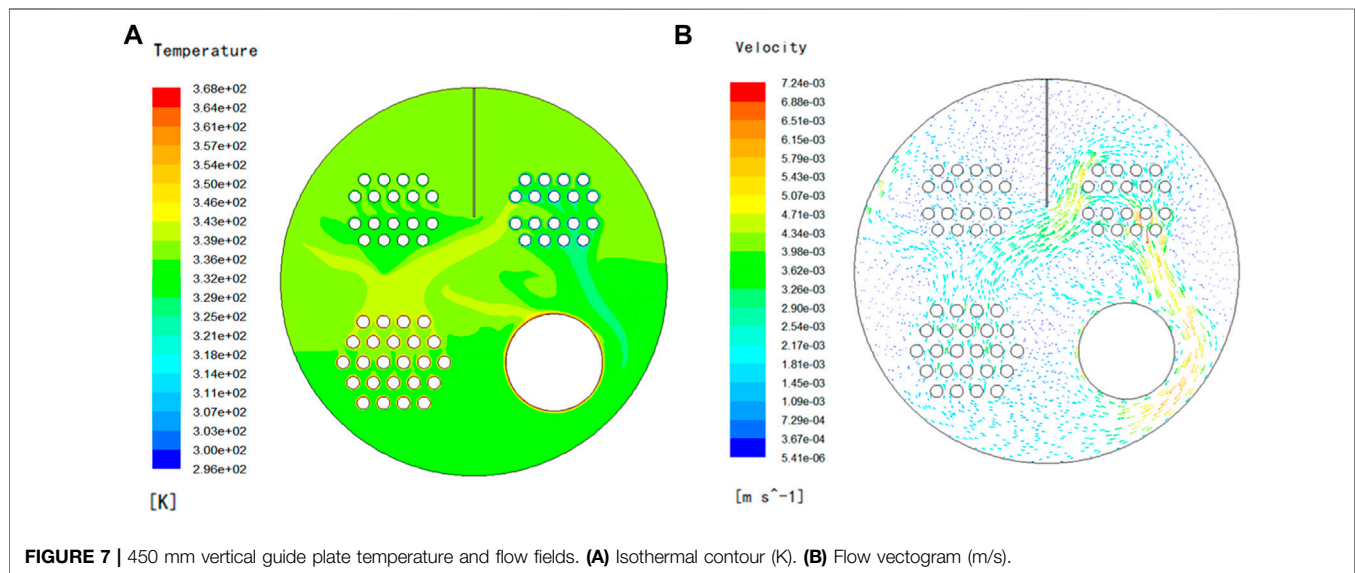 A
Temperature
3.68e+02
3.64e+02
3.61e+02
3.57e+02
3.54e+02
3.50e+02
3.46e+02
3.43e+02
3.39e+02
3.36e+02
3.32e+02
3.29e+02
3.25e+02
3.21e+02
3.18e+02
3.14e+02
3.11e+02
3.07e+02
3.03e+02
3.00e+02
2.96e+02
[K]
B
Velocity
7.24e-03
6.88e-03
6.51e-03
6.15e-03
5.79e-03
5.43e-03
5.07e-03
4.71e-03
4.34e-03
3.98e-03
3.62e-03
3.26e-03
2.90e-03
2.54e-03
2.17e-03
1.81e-03
1.45e-03
1.09e-03
7.29e-04
3.67e-04
5.41e-06
[m s^-1]
FIGURE 7 | 450 mm vertical guide plate temperature and flow fields. (A) Isothermal contour (K). (B) Flow vectogram (m/s).